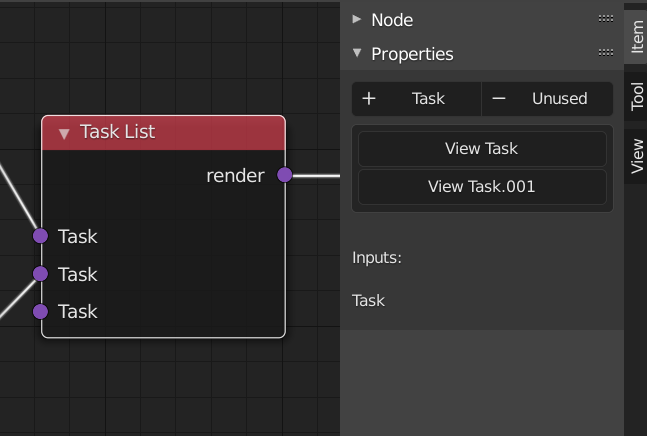 Task List
render
Task
Task
Task
Node
Properties
+ Task − Unused
View Task
View Task.001
Inputs:
Task
Item
Tool
View